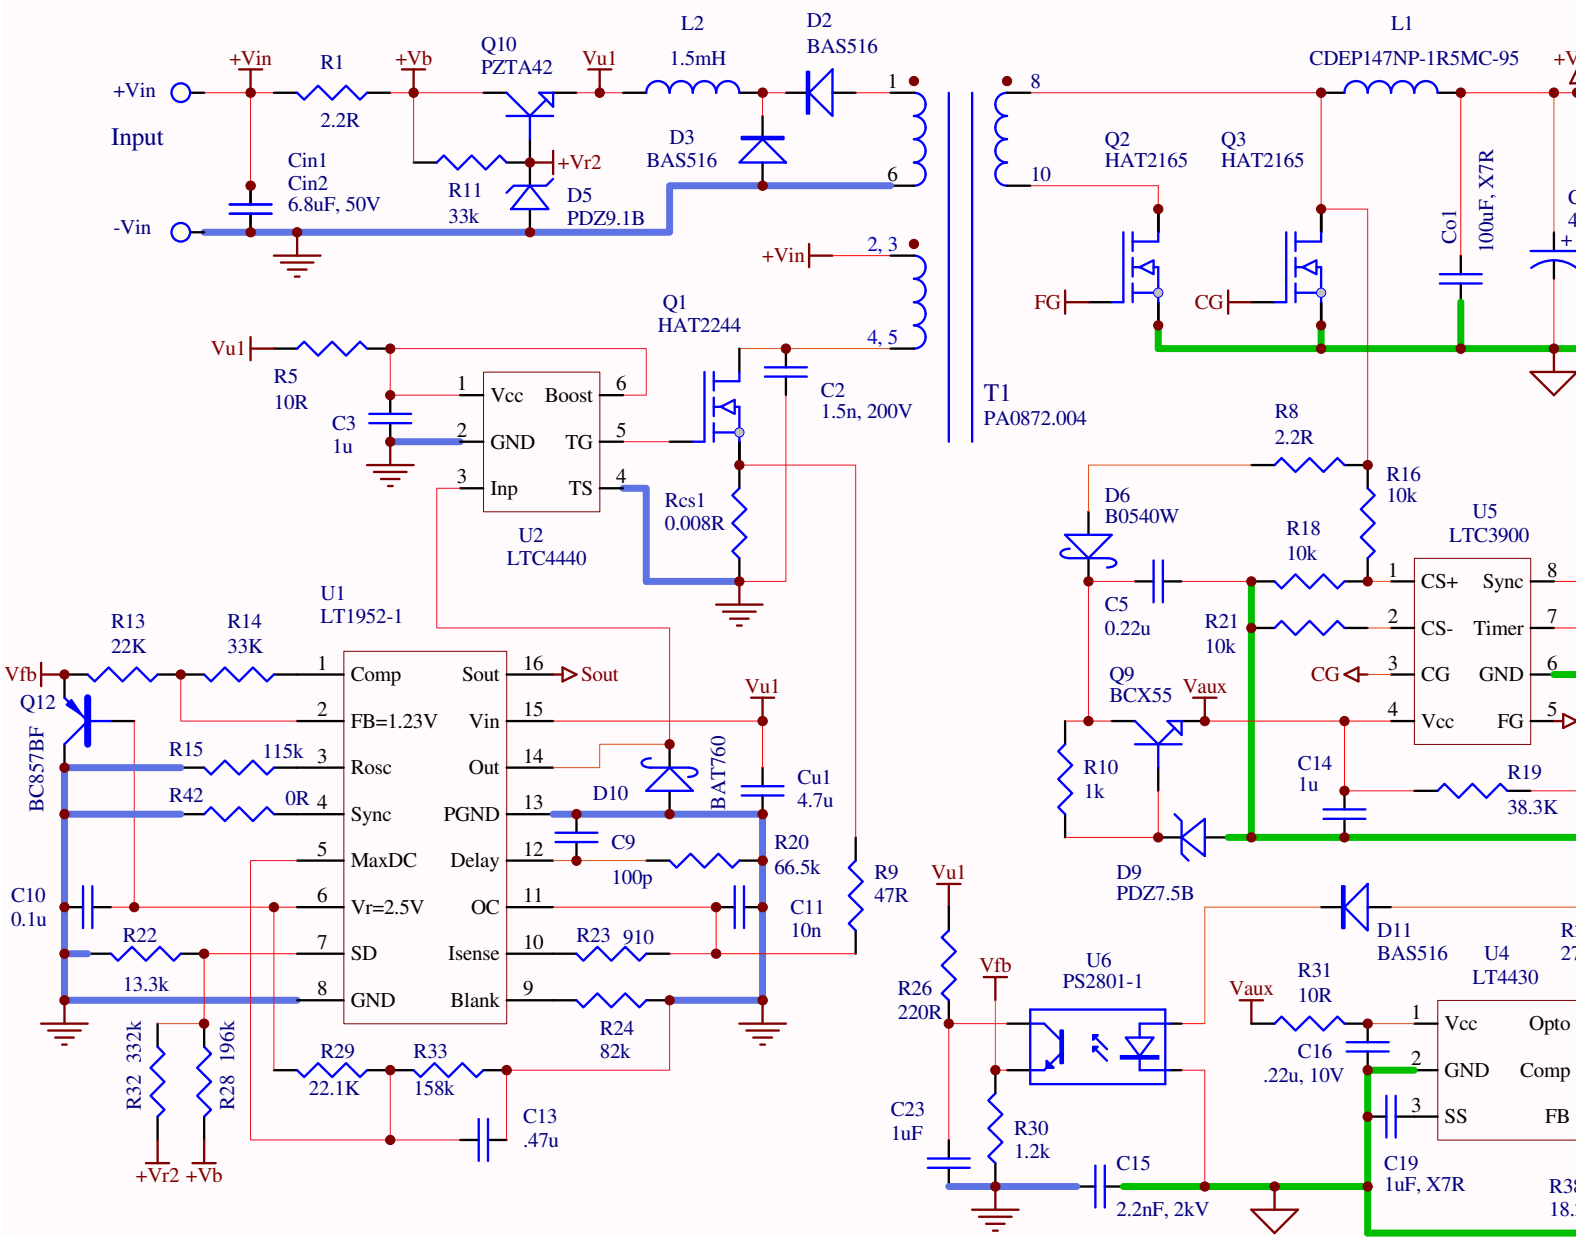 L2
1.5mH
D2
BAS516
L1
CDEP147NP-1R5MC-95
+Vin
R1
+Vb
Q10
PZTA42
Vu1
+V
+Vin
2.2R
1
8
Input
Cin1
Cin2
6.8uF, 50V
R11
33k
+Vr2
D5
PDZ9.1B
D3
BAS516
6
10
Q2
HAT2165
Q3
HAT2165
Co1
100uF, X7R
C
4
+
-Vin
+Vin
2, 3
4, 5
FG
CG
Q1
HAT2244
Vu1
R5
10R
C3
1u
1
Vcc
Boost
6
2
GND
TG
5
3
Inp
TS
4
U2
LTC4440
C2
1.5n, 200V
T1
PA0872.004
Rcs1
0.008R
R8
2.2R
R16
10k
D6
B0540W
R18
10k
U5
LTC3900
C5
0.22u
R21
10k
1
CS+
Sync
8
2
CS-
Timer
7
CG
3
CG
GND
6
4
Vcc
FG
5
Q9
BCX55
Vaux
R10
1k
C14
1u
R19
38.3K
D9
PDZ7.5B
U1
LT1952-1
R13
22K
R14
33K
Vfb
Q12
BC857BF
1
Comp
Sout
16
Sout
2
FB=1.23V
Vin
15
Vu1
R15
115k
3
Rosc
Out
14
R42
0R
4
Sync
PGND
13
D10
BAT760
Cu1
4.7u
5
MaxDC
Delay
12
C9
100p
R20
66.5k
C10
0.1u
6
Vr=2.5V
OC
11
C11
10n
R9
47R
R22
13.3k
7
SD
Isense
10
R23
910
8
GND
Blank
9
R24
82k
R32 332k
R28 196k
R29
22.1K
R33
158k
C13
.47u
+Vr2
+Vb
Vu1
R26
220R
Vfb
U6
PS2801-1
D11
BAS516
R
27
Vaux
R31
10R
U4
LT4430
1
Vcc
Opto
C16
.22u, 10V
2
GND
Comp
3
SS
FB
C23
1uF
R30
1.2k
C15
2.2nF, 2kV
C19
1uF, X7R
R38
18.